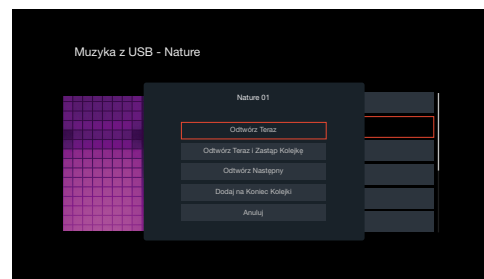 Muzyka z USB - Nature
Nature 01
Odtwórz Teraz
Odtwórz Teraz i Zastąp Kolejkę
Odtwórz Następny
Dodaj na Koniec Kolejki
Anuluj